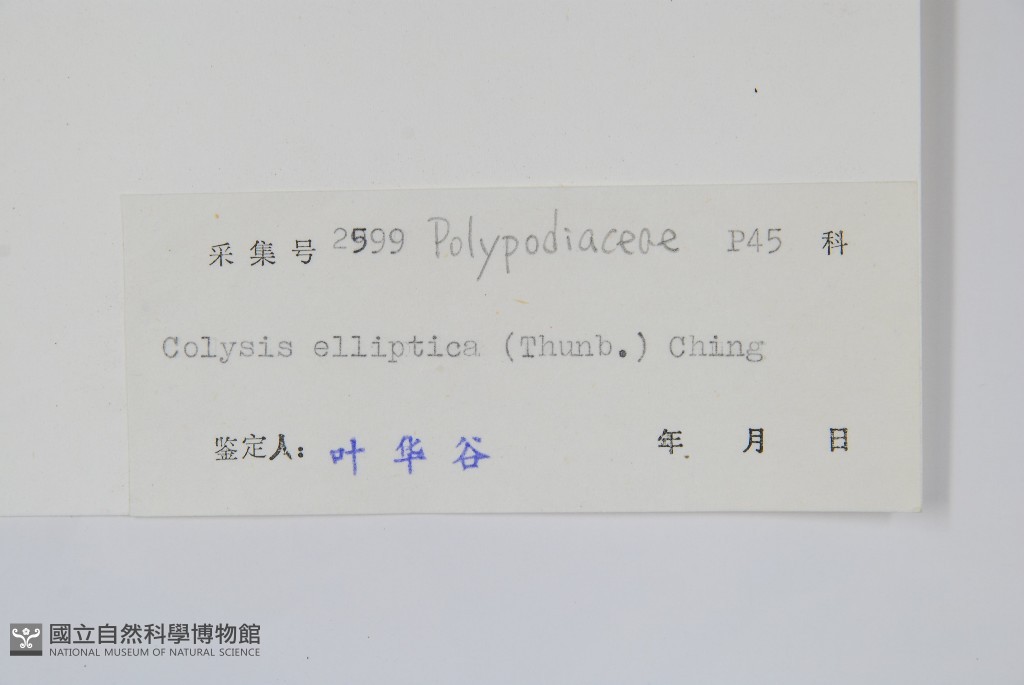 采集号 2599 Polypodiaceae P45 科
Colysis elliptica (Thunb.) Ching
鉴定人: 叶华谷 年 月 日
國立自然科學博物館
NATIONAL MUSEUM OF NATURAL SCIENCE